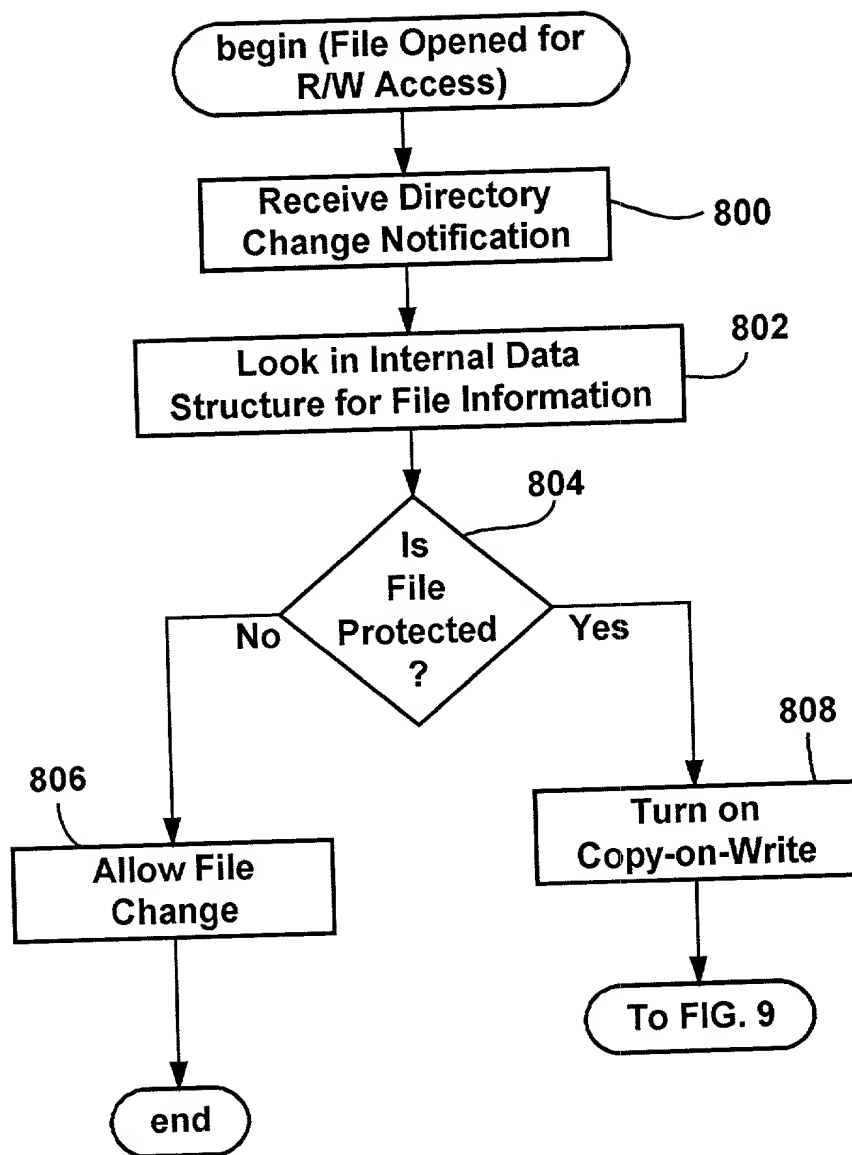 begin (File Opened for
R/W Access)
Receive Directory
Change Notification
800
Look in Internal Data
Structure for File Information
802
804
Is
File
Protected
?
No
Yes
806
Allow File
Change
808
Turn on
Copy-on-Write
To FIG. 9
end